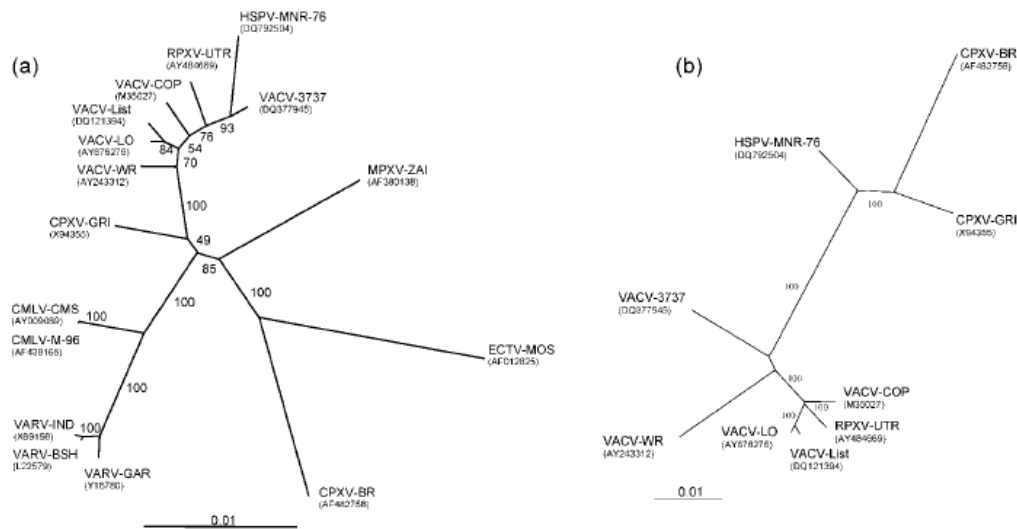 (a)
HSPV-MNR-76
(DQ792504)
RPXV-UTR
(AY484669)
VACV-COP
(M35027)
VACV-3737
(DQ377945)
VACV-List
(DQ121394)
93
76
54
84
VACV-LO
(AY678276)
70
VACV-WR
(AY243312)
MPXV-ZAI
(AF380138)
100
CPXV-GRI
(X94355)
49
85
100
100
CMLV-CMS
(AY009089)
100
CMLV-M-96
(AF438165)
ECTV-MOS
(AF012825)
100
VARV-IND
(X69198)
100
VARV-BSH
(L22579)
VARV-GAR
(Y16780)
CPXV-BR
(AF482758)
0.01
(b)
CPXV-BR
(AF482758)
HSPV-MNR-76
(DQ792504)
100
CPXV-GRI
(X94355)
100
VACV-3737
(DQ377945)
100
VACV-COP
(M35027)
100
100
RPXV-UTR
(AY484669)
VACV-LO
(AY678276)
VACV-List
(DQ121394)
VACV-WR
(AY243312)
0.01